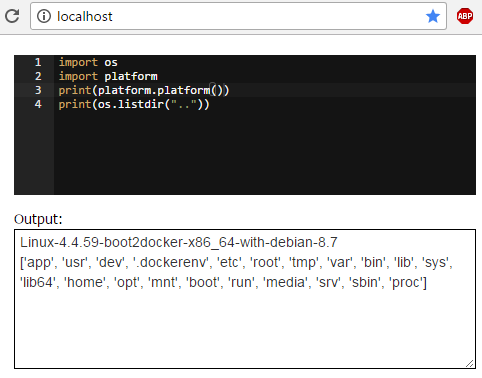 localhost
ABP
1 import os
2 import platform
3 print(platform.platform())
4 print(os.listdir(".."))
Output:
Linux-4.4.59-boot2docker-x86_64-with-debian-8.7
['app', 'usr', 'dev', '.dockerenv', 'etc', 'root', 'tmp', 'var', 'bin', 'lib', 'sys',
'lib64', 'home', 'opt', 'mnt', 'boot', 'run', 'media', 'srv', 'sbin', 'proc']